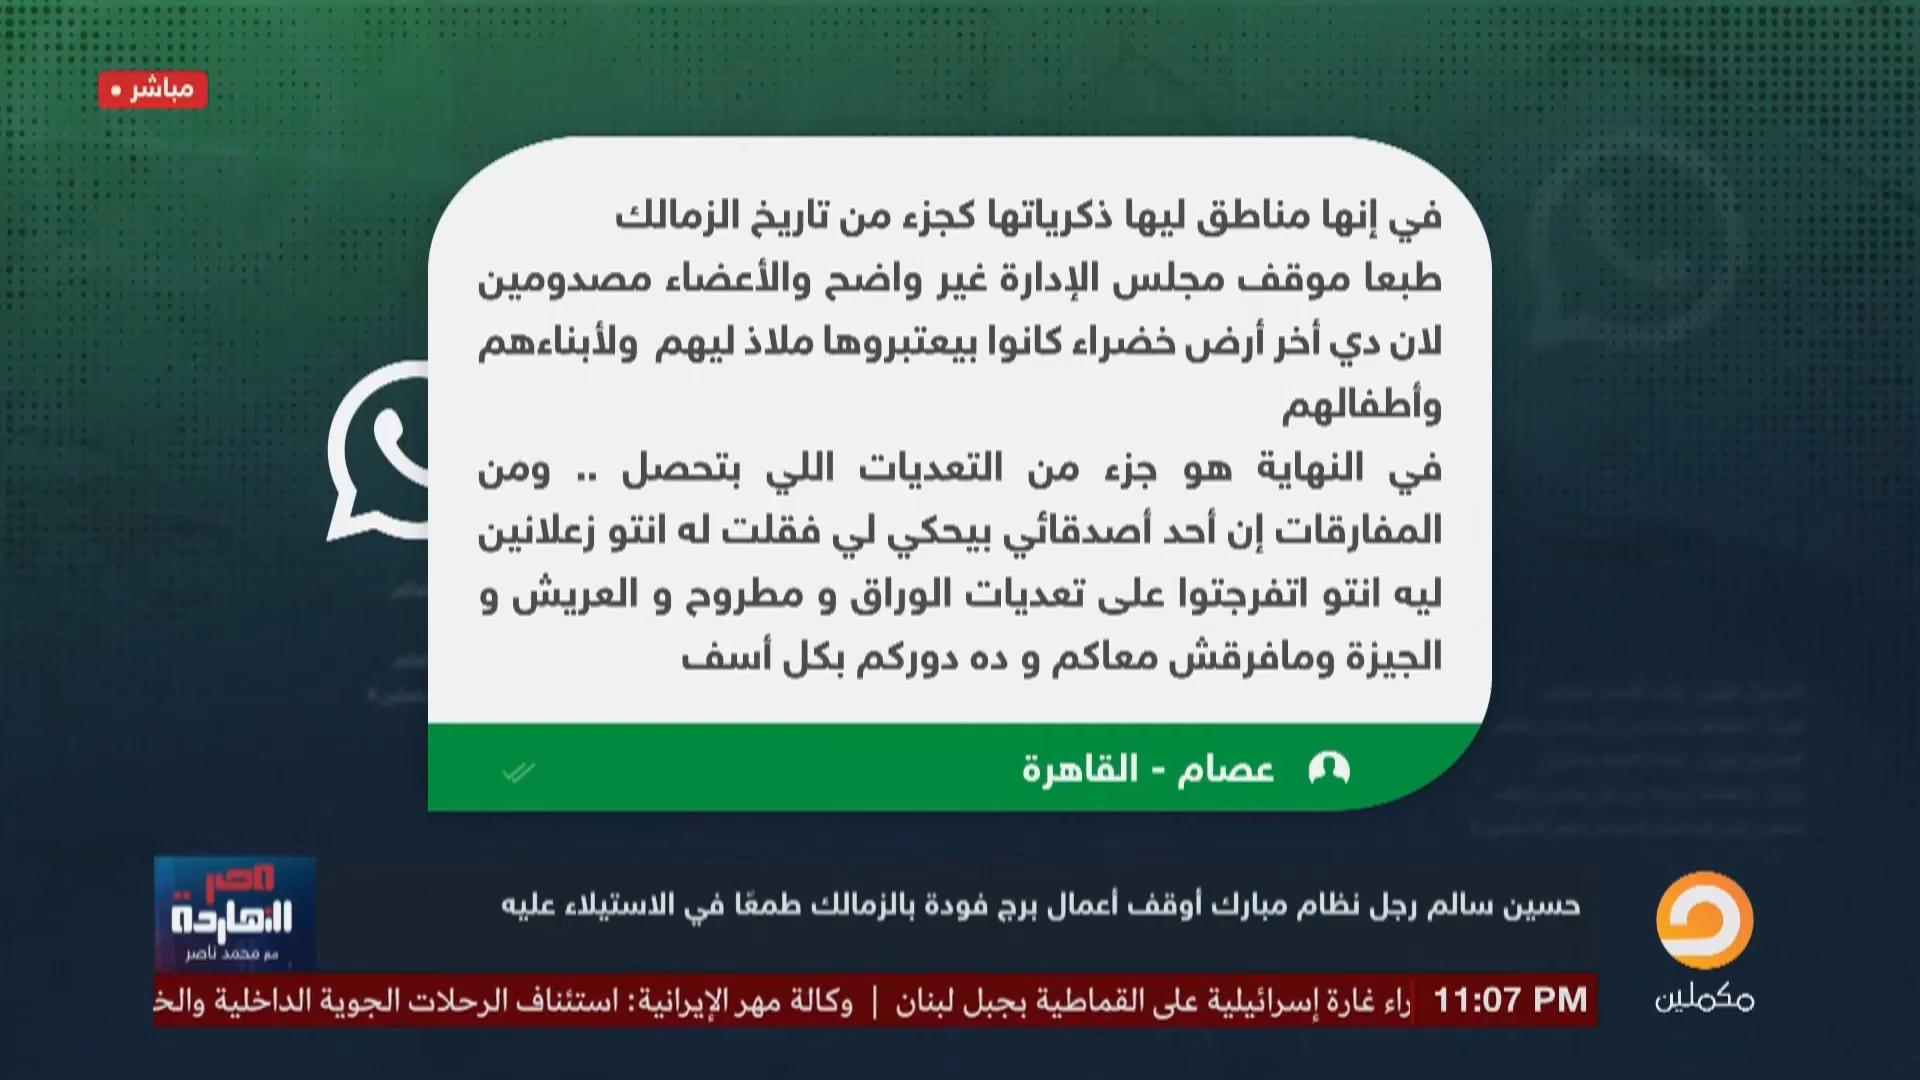 مباشر
في إنها مناطق ليها ذكرياتها كجزء من تاريخ الزمالك
طبعا موقف مجلس الإدارة غير واضح والأعضاء مصدومين
لان دي أخر أرض خضراء كانوا بيعتبروها ملاذ ليهم ولأبناءهم
وأطفالهم
في النهاية هو جزء من التعديات اللي بتحصل .. ومن
المفارقات إن أحد أصدقائي بيحكي لي فقلت له انتو زعلانين
ليه انتو اتفرجتوا على تعديات الوراق و مطروح و العريش و
الجيزة ومافرقش معاكم و ده دوركم بكل أسف
عصام - القاهرة
حسين سالم رجل نظام مبارك أوقف أعمال برج فودة بالزمالك طمعًا في الاستيلاء عليه
مصر
النهاردة
مع محمد ناصر
11:07 PM
راء غارة إسرائيلية على القماطية بجبل لبنان | وكالة مهر الإيرانية: استئناف الرحلات الجوية الداخلية والخ
مكملين